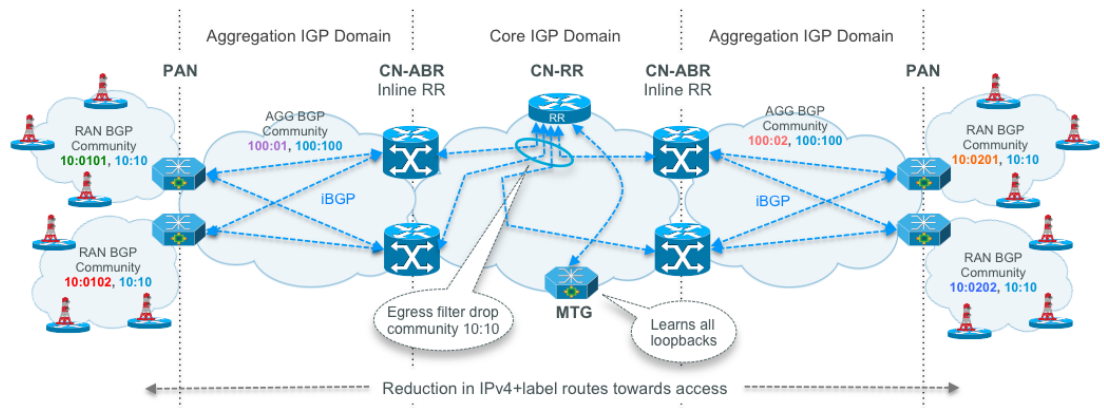 Aggregation IGP Domain
Core IGP Domain
Aggregation IGP Domain
PAN
CN-ABR
Inline RR
CN-RR
CN-ABR
Inline RR
PAN
RR
RAN BGP
Community
10:0101, 10:10
AGG BGP
Community
100:01, 100:100
AGG BGP
Community
100:02, 100:100
RAN BGP
Community
10:0201, 10:10
iBGP
iBGP
RAN BGP
Community
10:0102, 10:10
RAN BGP
Community
10:0202, 10:10
Egress filter drop
community 10:10
MTG
Learns all
loopbacks
Reduction in IPv4+label routes towards access